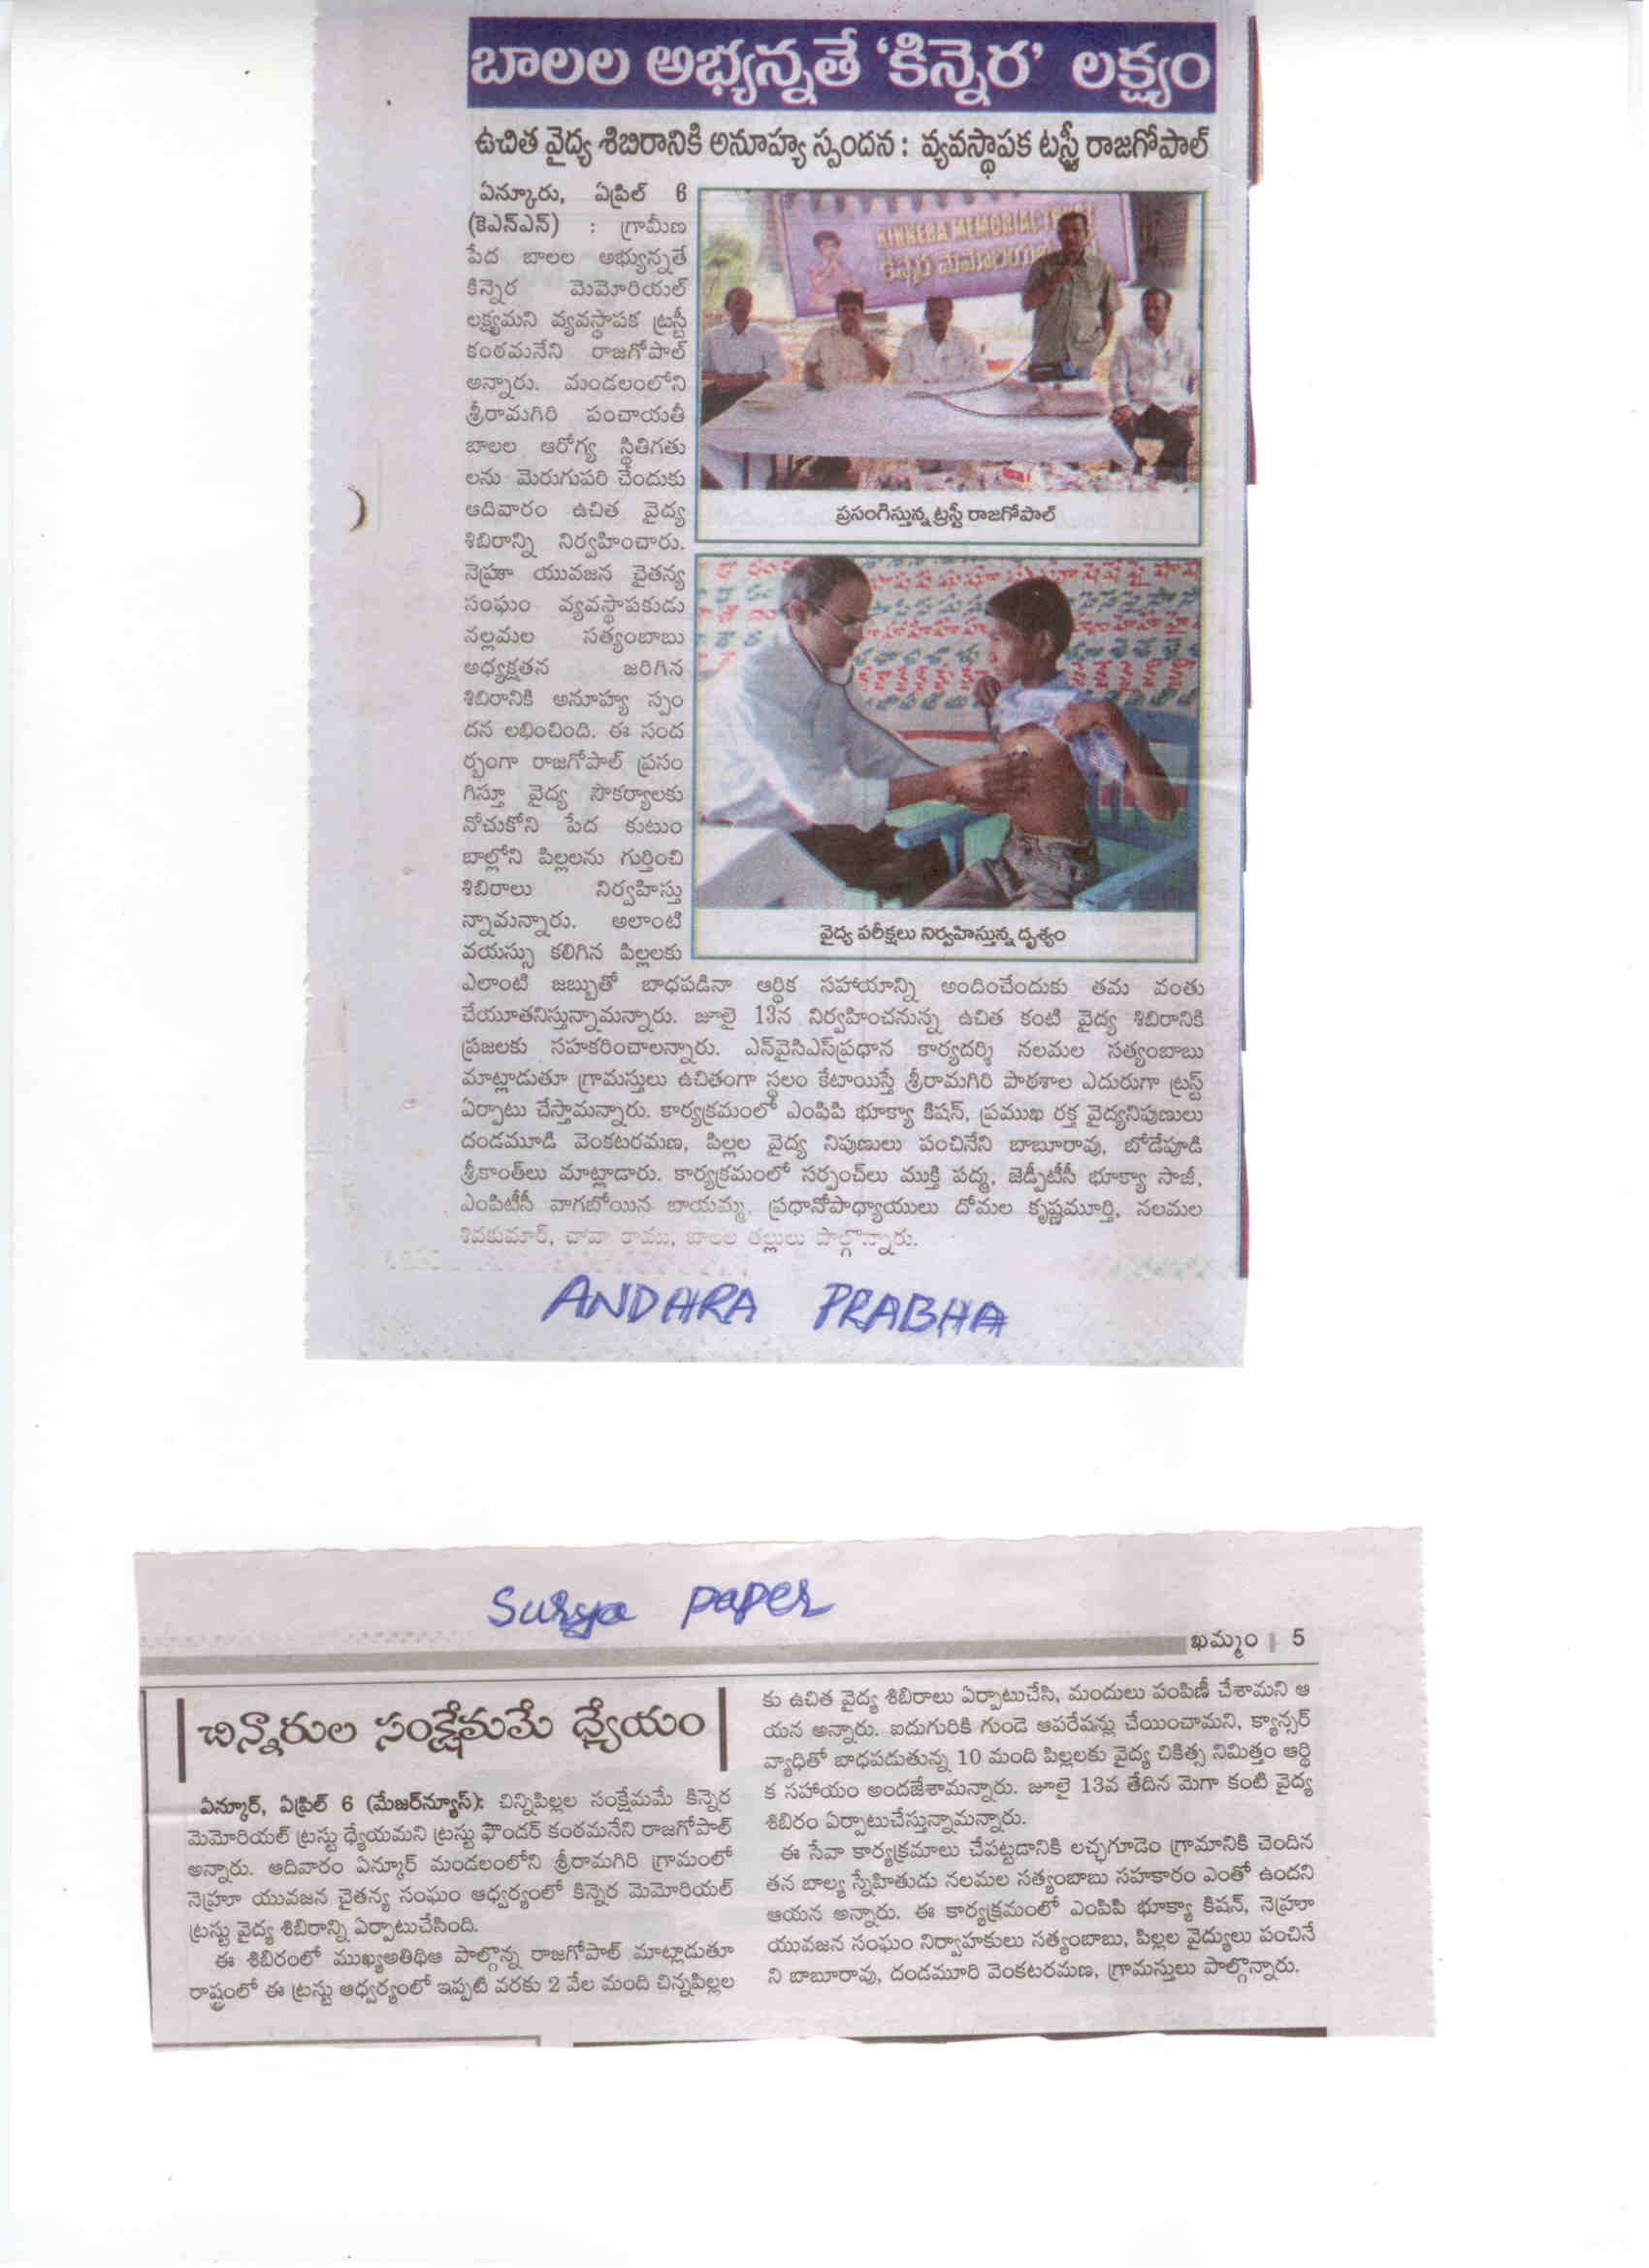 బాలల అభ్యన్నతే ‘కిన్నెర’ లక్ష్యం
ఉచిత వైద్య శిబిరానికి అనూహ్య స్పందన : వ్యవస్థాపక టస్ట్రీ రాజగోపాల్
ఏన్కూరు, ఏప్రిల్ 6
(కెఎన్ఎన్) : గ్రామీణ
పేద బాలల అభ్యున్నతే
కిన్నెర మెమోరియల్
లక్ష్యమని వ్యవస్థాపక ట్రస్టీ
కంఠమనేని రాజగోపాల్
అన్నారు. మండలంలోని
శ్రీరామగిరి పంచాయతీ
బాలల ఆరోగ్య స్థితిగతు
లను మెరుగుపరి చేందుకు
ఆదివారం ఉచిత వైద్య
శిబిరాన్ని నిర్వహించారు.
నెహ్రూ యువజన చైతన్య
సంఘం వ్యవస్థాపకుడు
నల్లమల సత్యంబాబు
అధ్యక్షతన జరిగిన
శిబిరానికి అనూహ్య స్పం
దన లభించింది. ఈ సంద
ర్భంగా రాజగోపాల్ ప్రసం
గిస్తూ వైద్య సౌకర్యాలకు
నోచుకోని పేద కుటుం
బాల్లోని పిల్లలను గుర్తించి
శిబిరాలు నిర్వహిస్తు
న్నామన్నారు. అలాంటి
వయస్సు కలిగిన పిల్లలకు
KINNERA MEMORIAL TRUST
కిన్నెర మెమోరియల్
ప్రసంగిస్తున్న ట్రస్టీ రాజగోపాల్
వైద్య పరీక్షలు నిర్వహిస్తున్న దృశ్యం
ఎలాంటి జబ్బుతో బాధపడినా ఆర్థిక సహాయాన్ని అందించేందుకు తమ వంతు
చేయూతనిస్తున్నామన్నారు. జూలై 13న నిర్వహించనున్న ఉచిత కంటి వైద్య శిబిరానికి
ప్రజలకు సహకరించాలన్నారు. ఎన్‌వైసిఎస్‌ప్రధాన కార్యదర్శి నలమల సత్యంబాబు
మాట్లాడుతూ గ్రామస్తులు ఉచితంగా స్థలం కేటాయిస్తే శ్రీరామగిరి పాఠశాల ఎదురుగా ట్రస్ట్
ఏర్పాటు చేస్తామన్నారు. కార్యక్రమంలో ఎంపిపి భూక్యా కిషన్, ప్రముఖ రక్త వైద్యనిపుణులు
దండమూడి వెంకటరమణ, పిల్లల వైద్య నిపుణులు పంచినేని బాబూరావు, బోడేపూడి
శ్రీకాంత్‌లు మాట్లాడారు. కార్యక్రమంలో సర్పంచ్‌లు ముక్తి పద్మ, జెడ్పీటీసీ భూక్యా సాజీ,
ఎంపిటీసీ వాగబోయిన బాయమ్మ, ప్రధానోపాధ్యాయులు దోమల కృష్ణమూర్తి, నలమల
శివకుమార్, చావా రాము, బాలల తల్లులు పాల్గొన్నారు.
ANDHRA PRABHA
Surya paper
ఖమ్మం | 5
చిన్నారుల సంక్షేమమే ధ్యేయం
ఏన్కూర్, ఏప్రిల్ 6 (మేజర్‌న్యూస్): చిన్నిపిల్లల సంక్షేమమే కిన్నెర
మెమోరియల్ ట్రస్టు ధ్యేయమని ట్రస్టు ఫౌండర్ కంఠమనేని రాజగోపాల్
అన్నారు. ఆదివారం ఏన్కూర్ మండలంలోని శ్రీరామగిరి గ్రామంలో
నెహ్రూ యువజన చైతన్య సంఘం ఆధ్వర్యంలో కిన్నెర మెమోరియల్
ట్రస్టు వైద్య శిబిరాన్ని ఏర్పాటుచేసింది.
ఈ శిబిరంలో ముఖ్యఅతిథిఆ పాల్గొన్న రాజగోపాల్ మాట్లాడుతూ
రాష్ట్రంలో ఈ ట్రస్టు ఆధ్వర్యంలో ఇప్పటి వరకు 2 వేల మంది చిన్నపిల్లల
కు ఉచిత వైద్య శిబిరాలు ఏర్పాటుచేసి, మందులు పంపిణీ చేశామని ఆ
యన అన్నారు. ఐదుగురికి గుండె ఆపరేషన్లు చేయించామని, క్యాన్సర్
వ్యాధితో బాధపడుతున్న 10 మంది పిల్లలకు వైద్య చికిత్స నిమిత్తం ఆర్థి
క సహాయం అందజేశామన్నారు. జూలై 13వ తేదిన మెగా కంటి వైద్య
శిబిరం ఏర్పాటుచేస్తున్నామన్నారు.
ఈ సేవా కార్యక్రమాలు చేపట్టడానికి లచ్చగూడెం గ్రామానికి చెందిన
తన బాల్య స్నేహితుడు నలమల సత్యంబాబు సహకారం ఎంతో ఉందని
ఆయన అన్నారు. ఈ కార్యక్రమంలో ఎంపిపి భూక్యా కిషన్, నెహ్రూ
యువజన సంఘం నిర్వాహకులు సత్యంబాబు, పిల్లల వైద్యులు పంచినే
ని బాబూరావు, దండమూరి వెంకటరమణ, గ్రామస్తులు పాల్గొన్నారు.